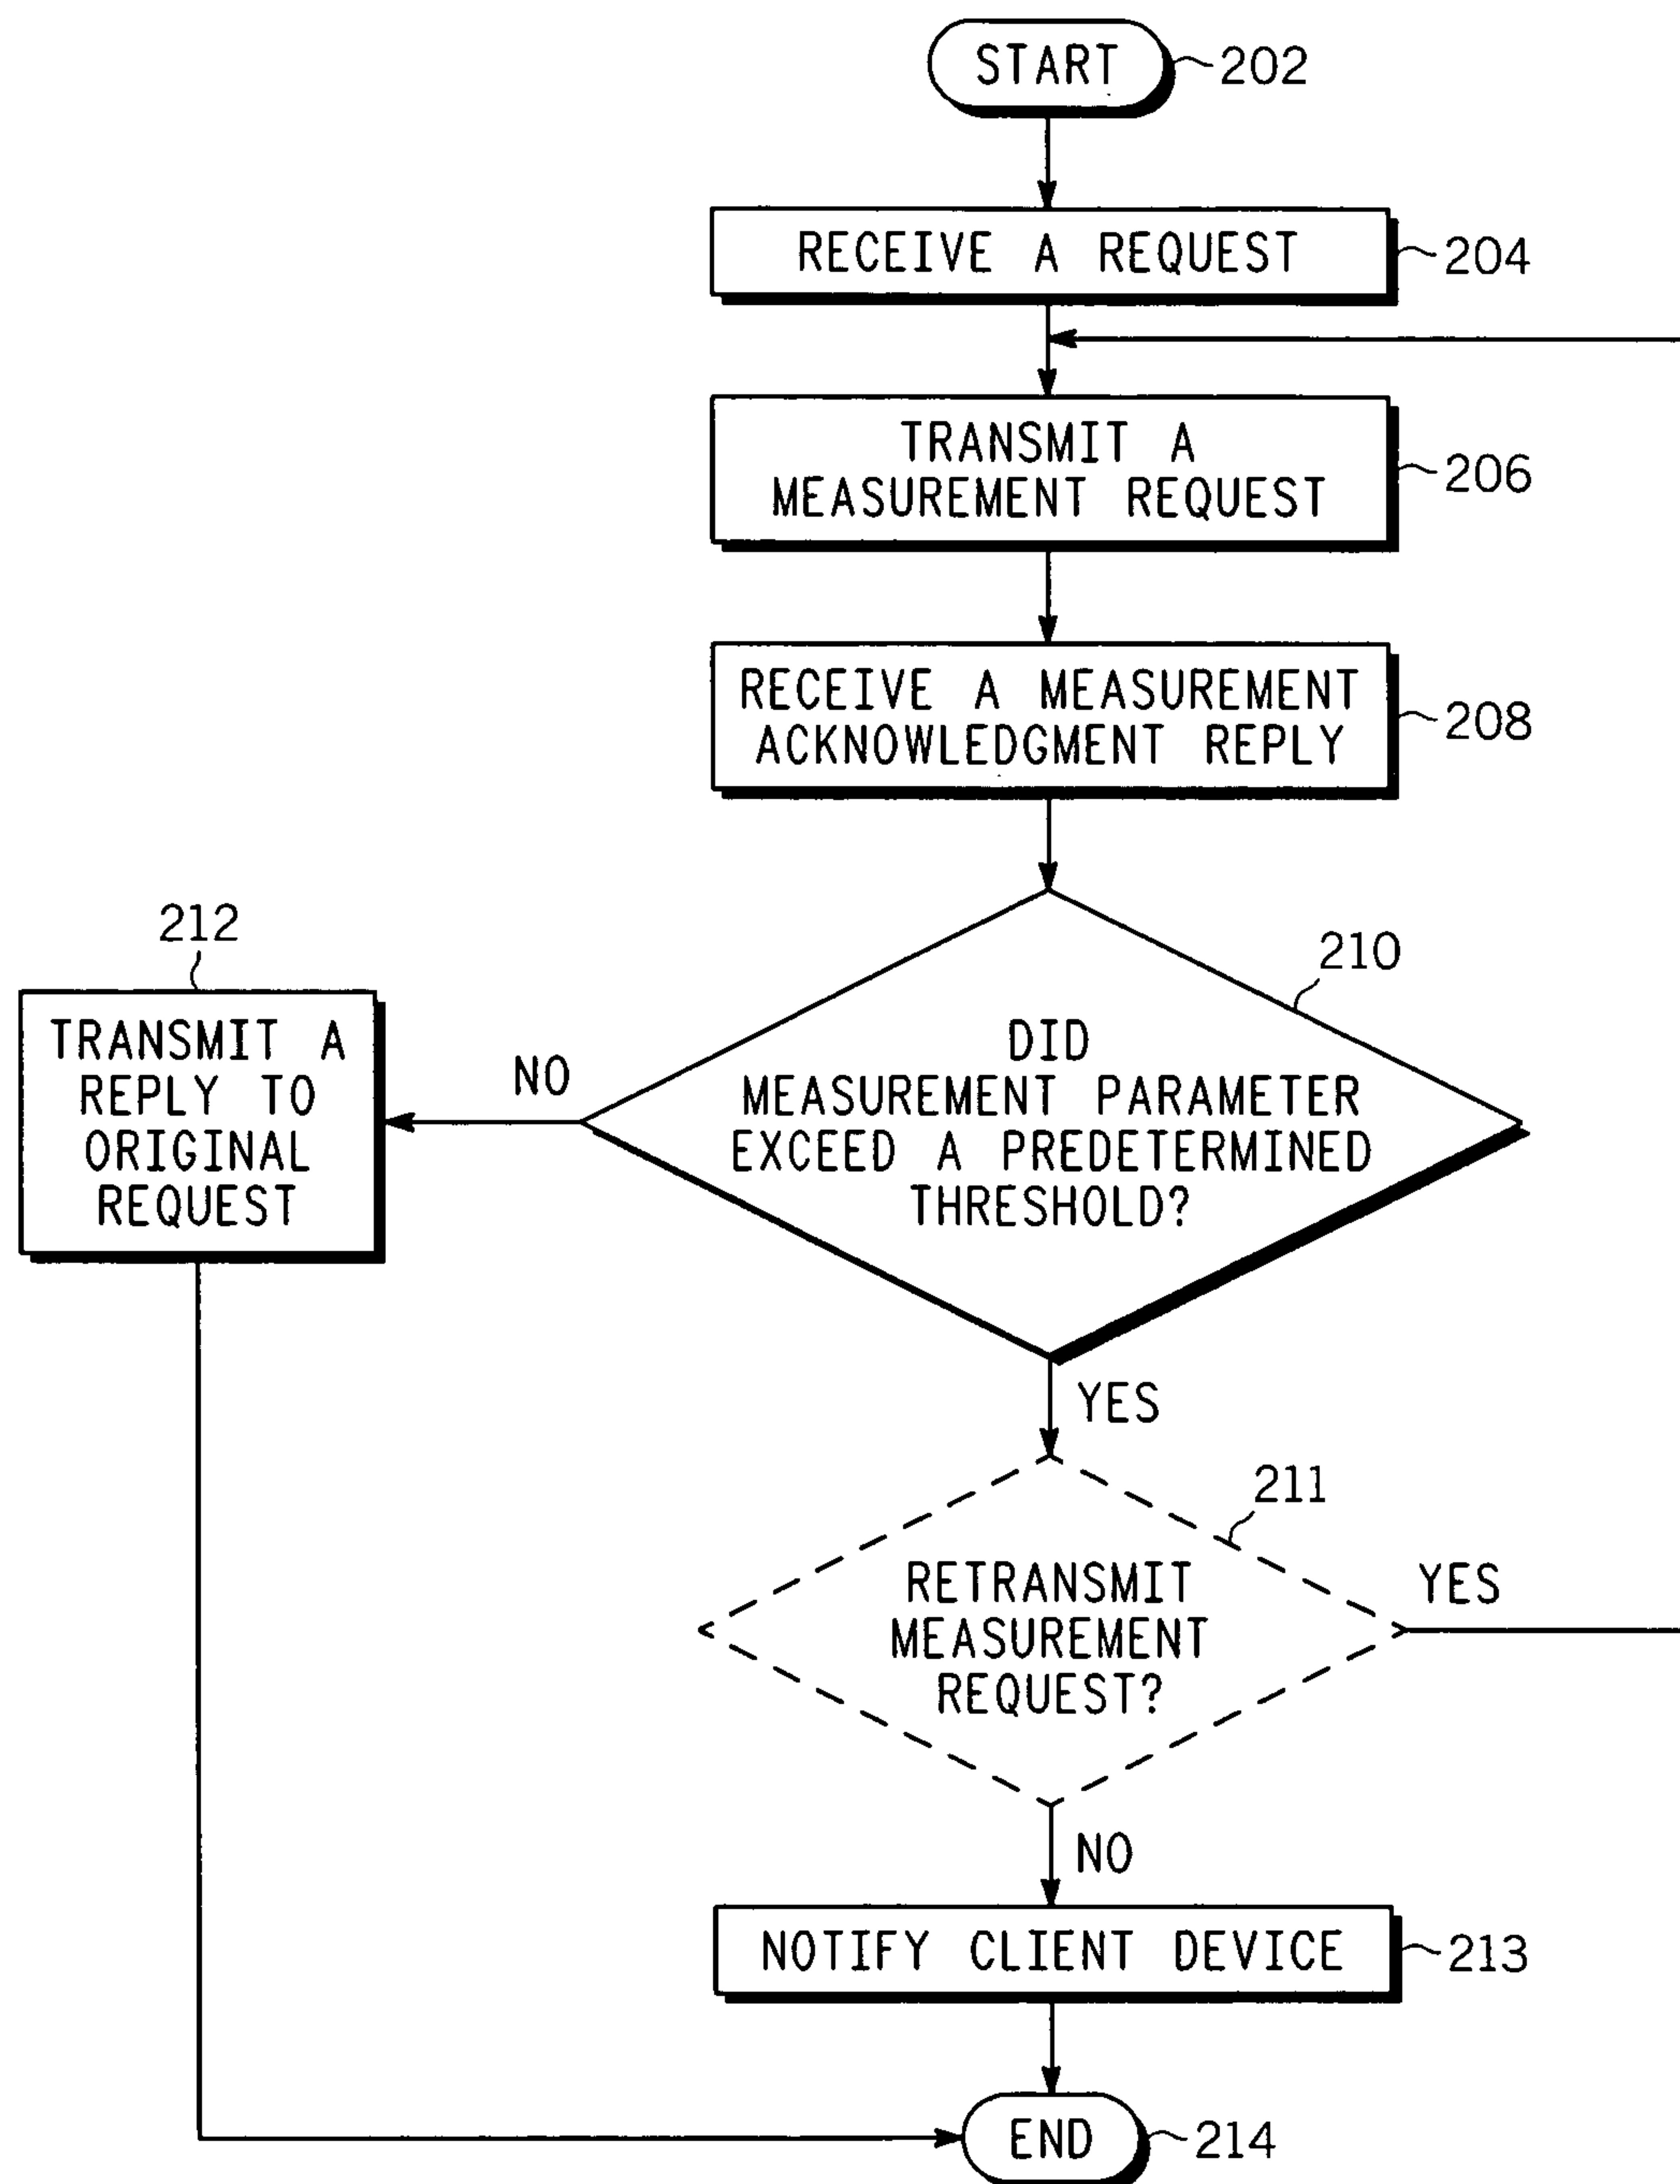 START
202
RECEIVE A REQUEST
204
TRANSMIT A
MEASUREMENT REQUEST
206
RECEIVE A MEASUREMENT
ACKNOWLEDGMENT REPLY
208
210
DID
MEASUREMENT PARAMETER
EXCEED A PREDETERMINED
THRESHOLD?
NO
212
TRANSMIT A
REPLY TO
ORIGINAL
REQUEST
YES
211
RETRANSMIT
MEASUREMENT
REQUEST?
YES
NO
NOTIFY CLIENT DEVICE
213
END
214